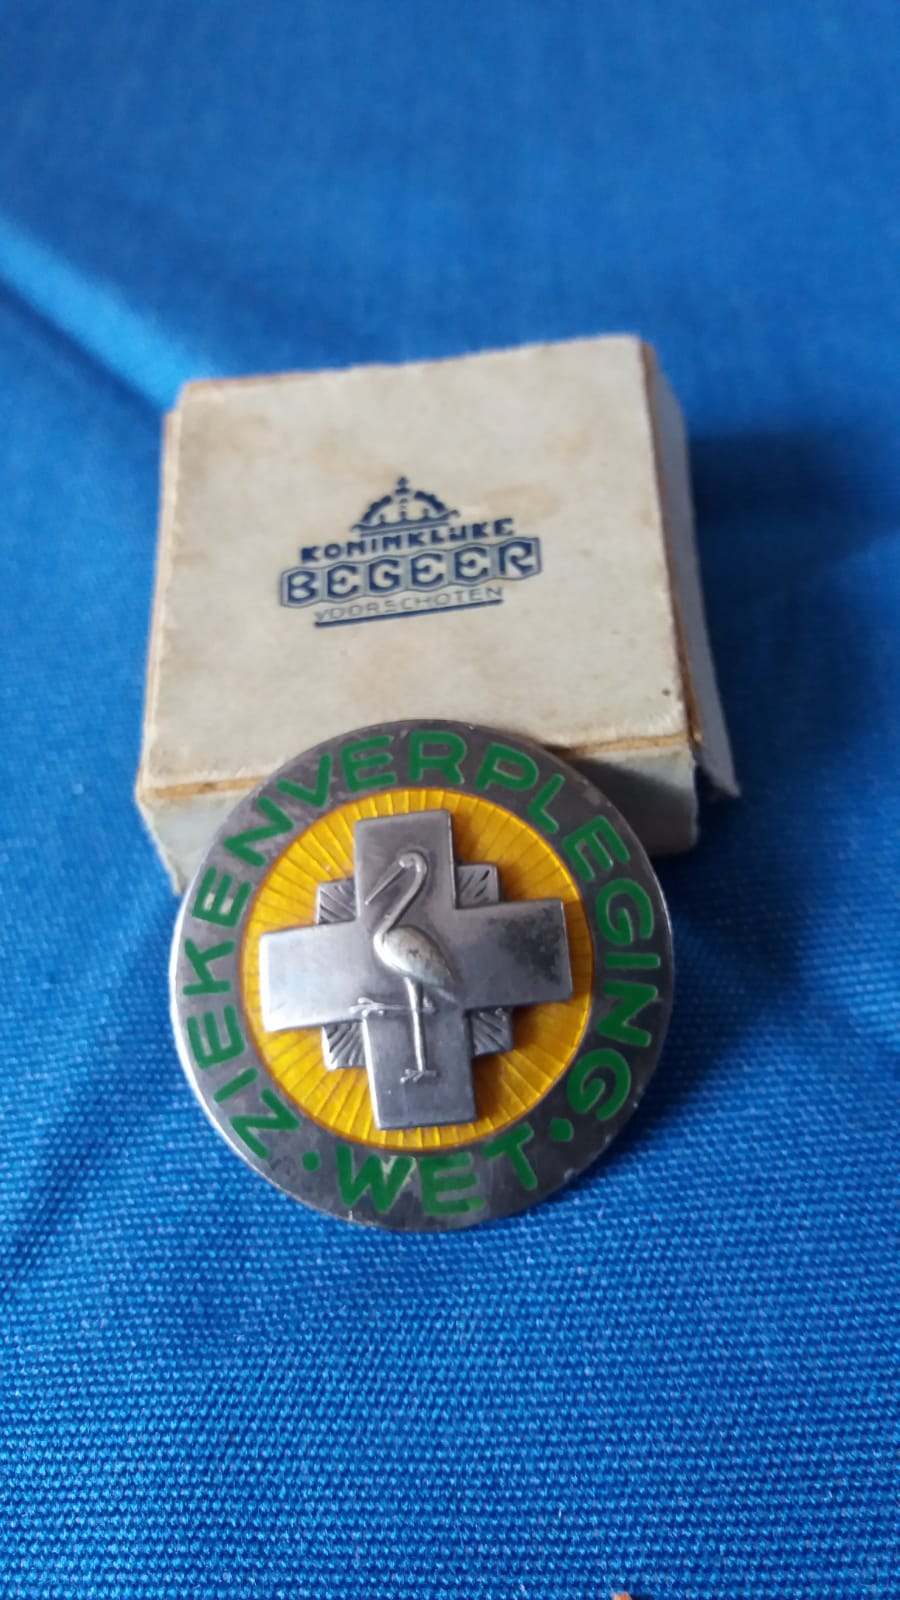 KONINKLIJKE
BEGEER
VOORSCHOTEN
ZIEKENVERPLEGING
· WET ·